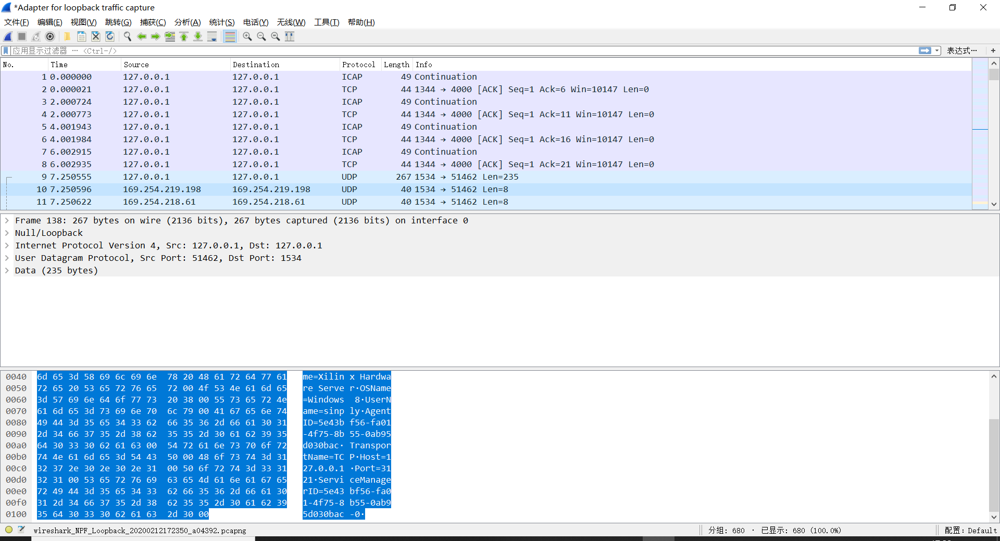 *Adapter for loopback traffic capture
文件(F) 编辑(E) 视图(V) 跳转(G) 捕获(C) 分析(A) 统计(S) 电话(Y) 无线(W) 工具(T) 帮助(H)
应用显示过滤器 … <Ctrl-/> 表达式… +
No. Time Source Destination Protocol Length Info
1 0.000000 127.0.0.1 127.0.0.1 ICAP 49 Continuation
2 0.000021 127.0.0.1 127.0.0.1 TCP 44 1344 → 4000 [ACK] Seq=1 Ack=6 Win=10147 Len=0
3 2.000724 127.0.0.1 127.0.0.1 ICAP 49 Continuation
4 2.000773 127.0.0.1 127.0.0.1 TCP 44 1344 → 4000 [ACK] Seq=1 Ack=11 Win=10147 Len=0
5 4.001943 127.0.0.1 127.0.0.1 ICAP 49 Continuation
6 4.001984 127.0.0.1 127.0.0.1 TCP 44 1344 → 4000 [ACK] Seq=1 Ack=16 Win=10147 Len=0
7 6.002915 127.0.0.1 127.0.0.1 ICAP 49 Continuation
8 6.002935 127.0.0.1 127.0.0.1 TCP 44 1344 → 4000 [ACK] Seq=1 Ack=21 Win=10147 Len=0
9 7.250555 127.0.0.1 127.0.0.1 UDP 267 1534 → 51462 Len=235
10 7.250596 169.254.219.198 169.254.219.198 UDP 40 1534 → 51462 Len=8
11 7.250622 169.254.218.61 169.254.218.61 UDP 40 1534 → 51462 Len=8
Frame 138: 267 bytes on wire (2136 bits), 267 bytes captured (2136 bits) on interface 0
Null/Loopback
Internet Protocol Version 4, Src: 127.0.0.1, Dst: 127.0.0.1
User Datagram Protocol, Src Port: 51462, Dst Port: 1534
Data (235 bytes)
0040 6d 65 3d 58 69 6c 69 6e 78 20 48 61 72 64 77 61 me=Xilin x Hardwa
0050 72 65 20 53 65 72 76 65 72 00 4f 53 4e 61 6d 65 re Serve r·OSName
0060 3d 57 69 6e 64 6f 77 73 20 38 00 55 73 65 72 4e =Windows 8·UserN
0070 61 6d 65 3d 73 69 6e 70 6c 79 00 41 67 65 6e 74 ame=sinp ly·Agent
0080 49 44 3d 35 65 34 33 62 66 35 36 2d 66 61 30 31 ID=5e43b f56-fa01
0090 2d 34 66 37 35 2d 38 62 35 35 2d 30 61 62 39 35 -4f75-8b 55-0ab95
00a0 64 30 33 30 62 61 63 00 54 72 61 6e 73 70 6f 72 d030bac· Transpor
00b0 74 4e 61 6d 65 3d 54 43 50 00 48 6f 73 74 3d 31 tName=TC P·Host=1
00c0 32 37 2e 30 2e 30 2e 31 00 50 6f 72 74 3d 33 31 27.0.0.1 ·Port=31
00d0 32 31 00 53 65 72 76 69 63 65 4d 61 6e 61 67 65 21·Servi ceManage
00e0 72 49 44 3d 35 65 34 33 62 66 35 36 2d 66 61 30 rID=5e43 bf56-fa0
00f0 31 2d 34 66 37 35 2d 38 62 35 35 2d 30 61 62 39 1-4f75-8 b55-0ab9
0100 35 64 30 33 30 62 61 63 2d 30 00 5d030bac -0·
wireshark_NPF_Loopback_20200212172350_a04392.pcapng 分组: 680 · 已显示: 680 (100.0%) 配置: Default